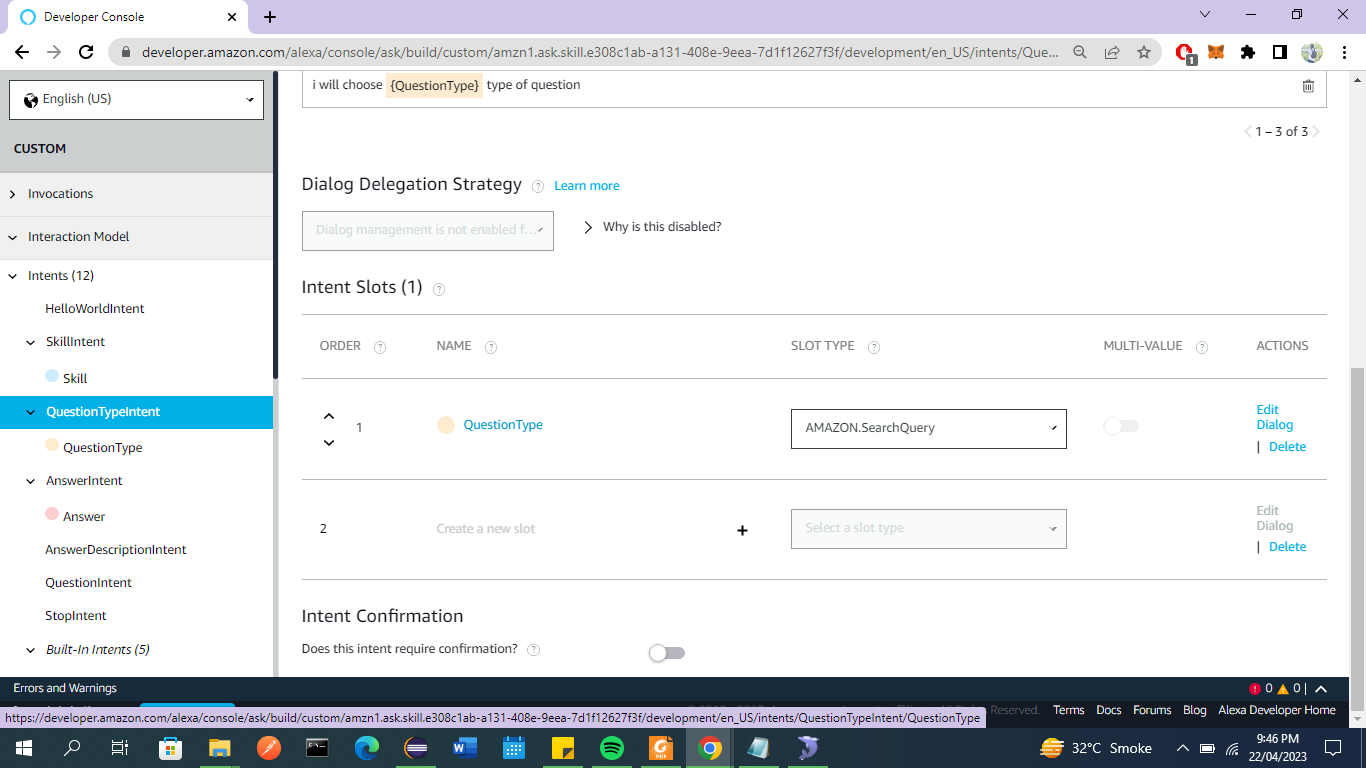 Developer Console
developer.amazon.com/alexa/console/ask/build/custom/amzn1.ask.skill.e308c1ab-a131-408e-9eea-7d1f12627f3f/development/en_US/intents/Que...
1
English (US)
CUSTOM
Invocations
Interaction Model
Intents (12)
HelloWorldIntent
SkillIntent
Skill
QuestionTypeIntent
QuestionType
AnswerIntent
Answer
AnswerDescriptionIntent
QuestionIntent
StopIntent
Built-In Intents (5)
i will choose {QuestionType} type of question
1 – 3 of 3
Dialog Delegation Strategy ? Learn more
Dialog management is not enabled f...
Why is this disabled?
Intent Slots (1) ?
ORDER ? NAME ? SLOT TYPE ? MULTI-VALUE ? ACTIONS
1 QuestionType AMAZON.SearchQuery Edit Dialog | Delete
2 Create a new slot + Select a slot type Edit Dialog | Delete
Intent Confirmation
Does this intent require confirmation? ?
Errors and Warnings
0 0 |
Reserved. Terms Docs Forums Blog Alexa Developer Home
https://developer.amazon.com/alexa/console/ask/build/custom/amzn1.ask.skill.e308c1ab-a131-408e-9eea-7d1f12627f3f/development/en_US/intents/QuestionTypeIntent/QuestionType
32°C Smoke
9:46 PM
22/04/2023